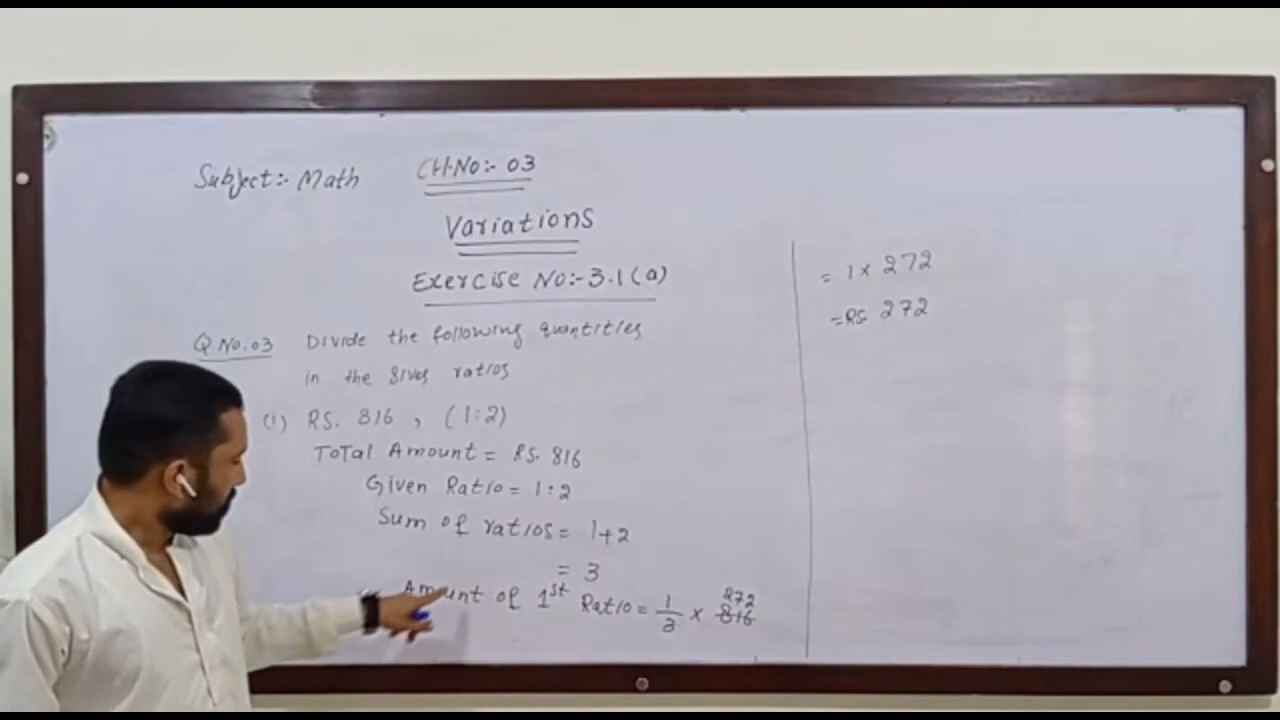 Subject:- Math CH.No:- 03
Variations
Exercise No:-3.1(a)
Q No.03 Divide the following quantities
in the gives ratios
(i) RS. 816 , (1:2)
Total Amount = RS. 816
Given Ratio = 1:2
Sum of ratios = 1+2
= 3
Amount of 1st Ratio = 1/3 × 816
272
= 1 × 272
= RS 272